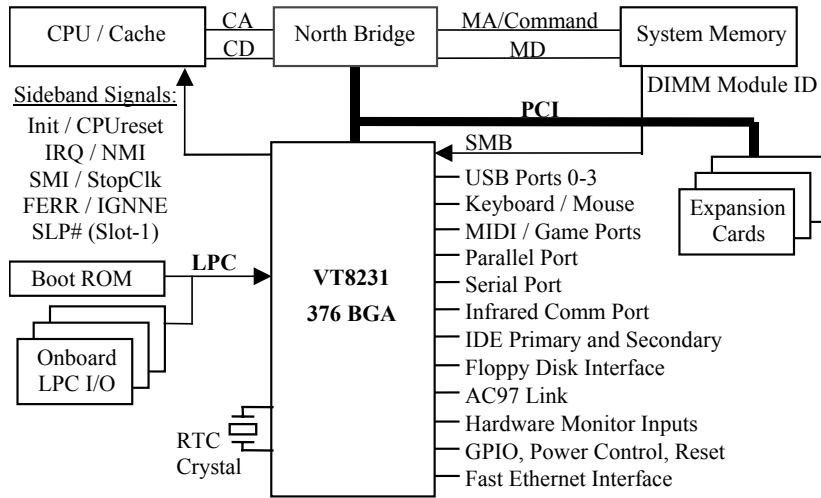 CPU / Cache
CA
CD
North Bridge
MA/Command
MD
System Memory
DIMM Module ID
Sideband Signals:
Init / CPUreset
IRQ / NMI
SMI / StopClk
FERR / IGNNE
SLP# (Slot-1)
PCI
SMB
Expansion
Cards
Boot ROM
LPC
Onboard
LPC I/O
VT8231
376 BGA
RTC
Crystal
USB Ports 0-3
Keyboard / Mouse
MIDI / Game Ports
Parallel Port
Serial Port
Infrared Comm Port
IDE Primary and Secondary
Floppy Disk Interface
AC97 Link
Hardware Monitor Inputs
GPIO, Power Control, Reset
Fast Ethernet Interface